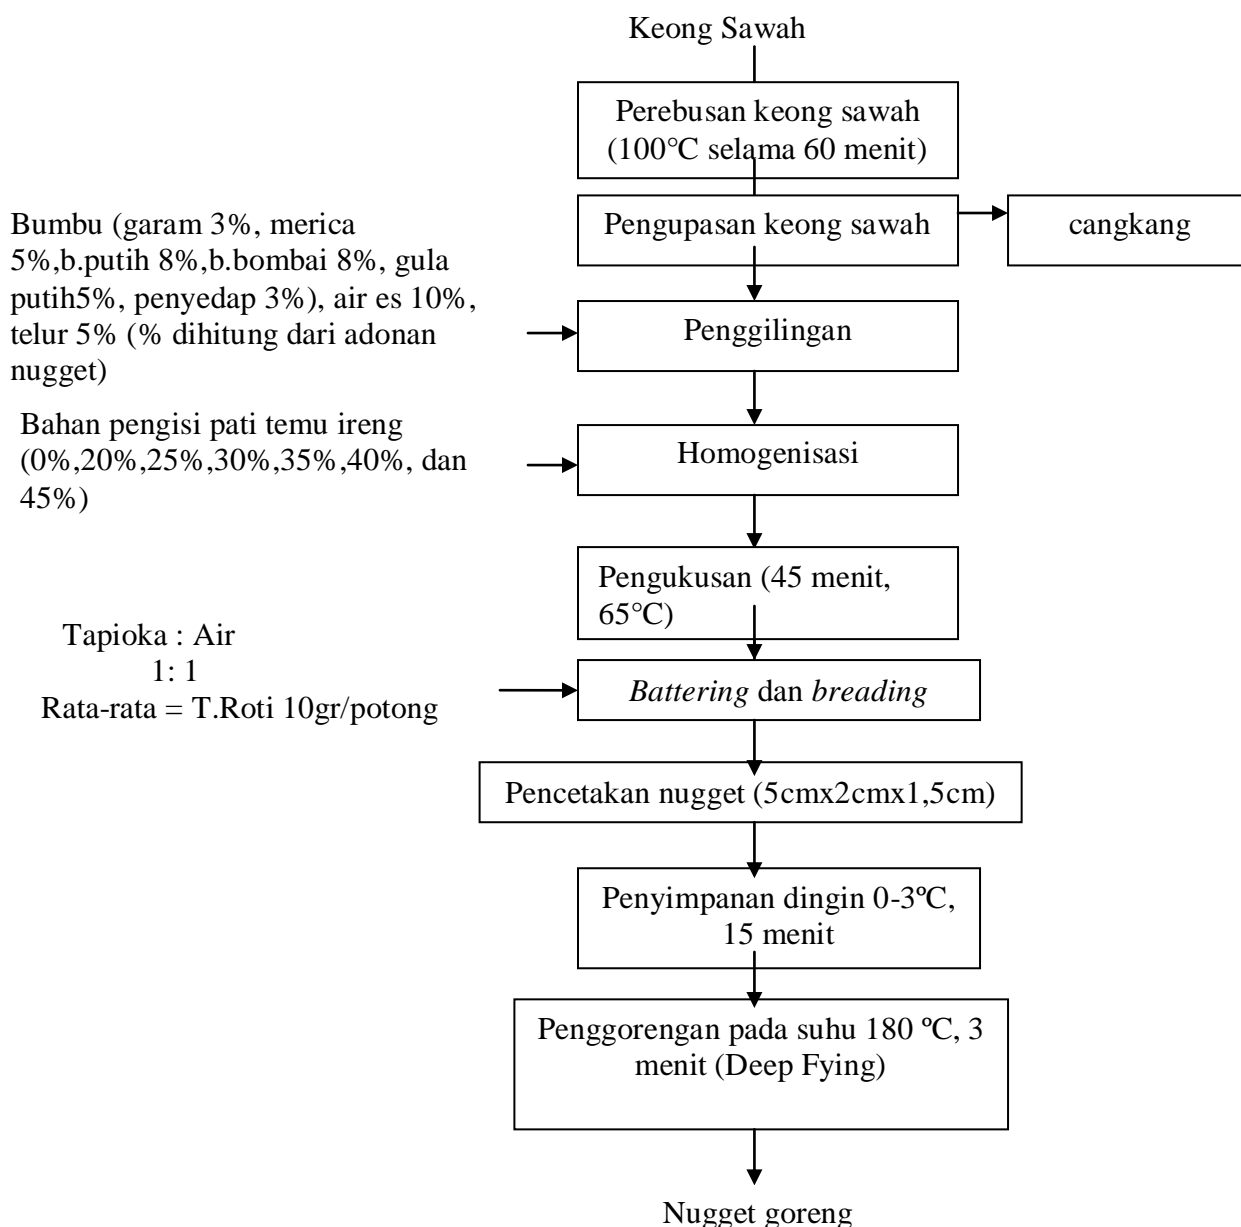 Keong Sawah
Perebusan keong sawah
(100°C selama 60 menit)
Pengupasan keong sawah
cangkang
Bumbu (garam 3%, merica
5%,b.putih 8%,b.bombai 8%, gula
putih5%, penyedap 3%), air es 10%,
telur 5% (% dihitung dari adonan
nugget)
Penggilingan
Bahan pengisi pati temu ireng
(0%,20%,25%,30%,35%,40%, dan
45%)
Homogenisasi
Pengukusan (45 menit,
65°C)
Tapioka : Air
1: 1
Rata-rata = T.Roti 10gr/potong
Battering dan breading
Pencetakan nugget (5cmx2cmx1,5cm)
Penyimpanan dingin 0-3ºC,
15 menit
Penggorengan pada suhu 180 ºC, 3
menit (Deep Fying)
Nugget goreng